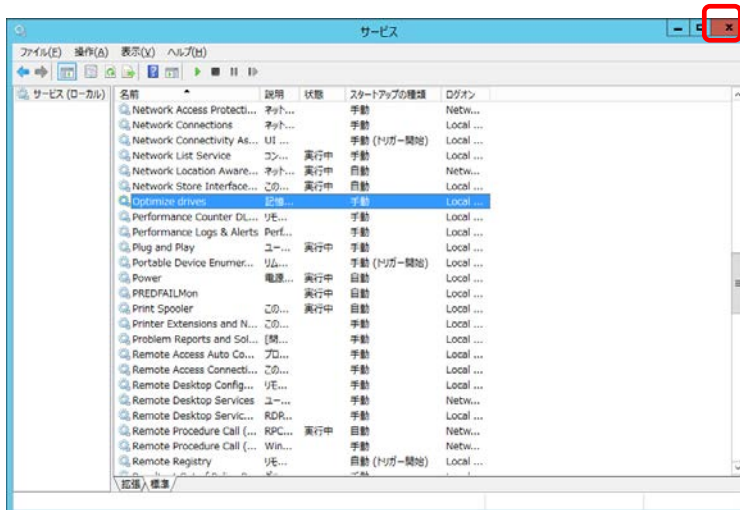 サービス
ファイル(F) 操作(A) 表示(V) ヘルプ(H)
サービス (ローカル)
名前 説明 状態 スタートアップの種類 ログオン
Network Access Protecti... ネット... 手動 Netw...
Network Connections ネット... 手動 Local ...
Network Connectivity As... UI ... 手動 (トリガー開始) Local ...
Network List Service コン... 実行中 手動 Local ...
Network Location Aware... ネット... 実行中 自動 Netw...
Network Store Interface... この... 実行中 自動 Local ...
Optimize drives 記憶... 手動 Local ...
Performance Counter DL... リモ... 手動 Local ...
Performance Logs & Alerts Perf... 手動 Local ...
Plug and Play ユー... 実行中 手動 Local ...
Portable Device Enumer... リム... 手動 (トリガー開始) Local ...
Power 電源... 実行中 自動 Local ...
PREDFAILMon 実行中 自動 Local ...
Print Spooler この... 実行中 自動 Local ...
Printer Extensions and N... この... 手動 Local ...
Problem Reports and Sol... [問... 手動 Local ...
Remote Access Auto Co... プロ... 手動 Local ...
Remote Access Connecti... この... 手動 Local ...
Remote Desktop Config... リモ... 手動 Local ...
Remote Desktop Services ユー... 手動 Netw...
Remote Desktop Servic... RDP... 手動 Local ...
Remote Procedure Call (... RPC... 実行中 自動 Netw...
Remote Procedure Call (... Win... 手動 Netw...
Remote Registry リモ... 自動 (トリガー開始) Local ...
拡張 標準